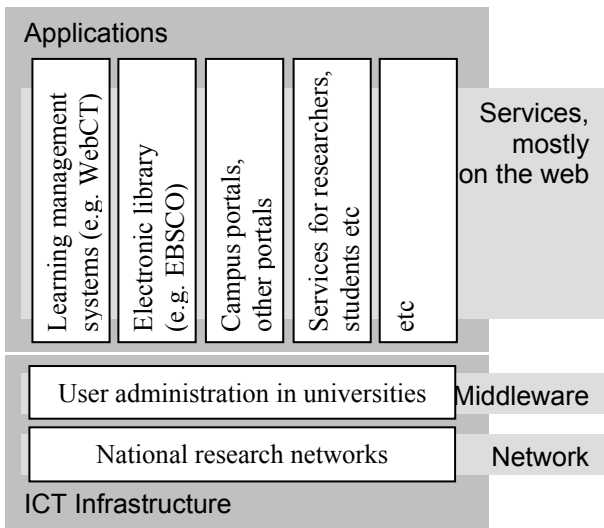 Applications
Learning management
systems (e.g. WebCT)
Electronic library
(e.g. EBSCO)
Campus portals,
other portals
Services for researchers,
students etc
etc
Services,
mostly
on the web
User administration in universities
Middleware
National research networks
Network
ICT Infrastructure